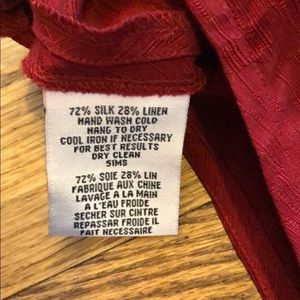 72% SILK 28% LINEN
HAND WASH COLD
HANG TO DRY
COOL IRON IF NECESSARY
FOR BEST RESULTS
DRY CLEAN
SIMS
72% SOIE 28% LIN
FABRIQUE AUX CHINE
LAVAGE A LA MAIN
A L'EAU FROIDE
SECHER SUR CINTRE
REPASSAR FROIDE IL
FAIT NECESSAIRE